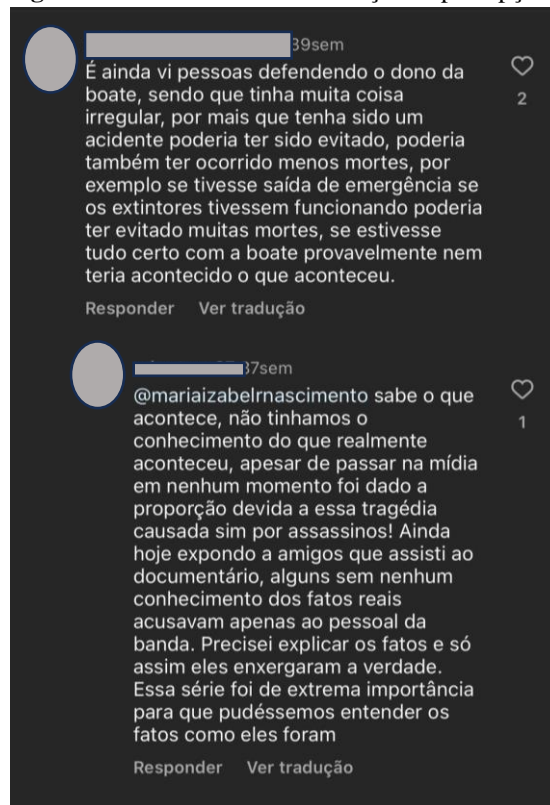 39sem
É ainda vi pessoas defendendo o dono da
boate, sendo que tinha muita coisa
irregular, por mais que tenha sido um
acidente poderia ter sido evitado, poderia
também ter ocorrido menos mortes, por
exemplo se tivesse saída de emergência se
os extintores tivessem funcionando poderia
ter evitado muitas mortes, se estivesse
tudo certo com a boate provavelmente nem
teria acontecido o que aconteceu.
2
Responder Ver tradução
37sem
@mariaizabelrnascimento sabe o que
acontece, não tinhamos o
conhecimento do que realmente
aconteceu, apesar de passar na mídia
em nenhum momento foi dado a
proporção devida a essa tragédia
causada sim por assassinos! Ainda
hoje expondo a amigos que assisti ao
documentário, alguns sem nenhum
conhecimento dos fatos reais
acusavam apenas ao pessoal da
banda. Precisei explicar os fatos e só
assim eles enxergaram a verdade.
Essa série foi de extrema importância
para que pudéssemos entender os
fatos como eles foram
1
Responder Ver tradução